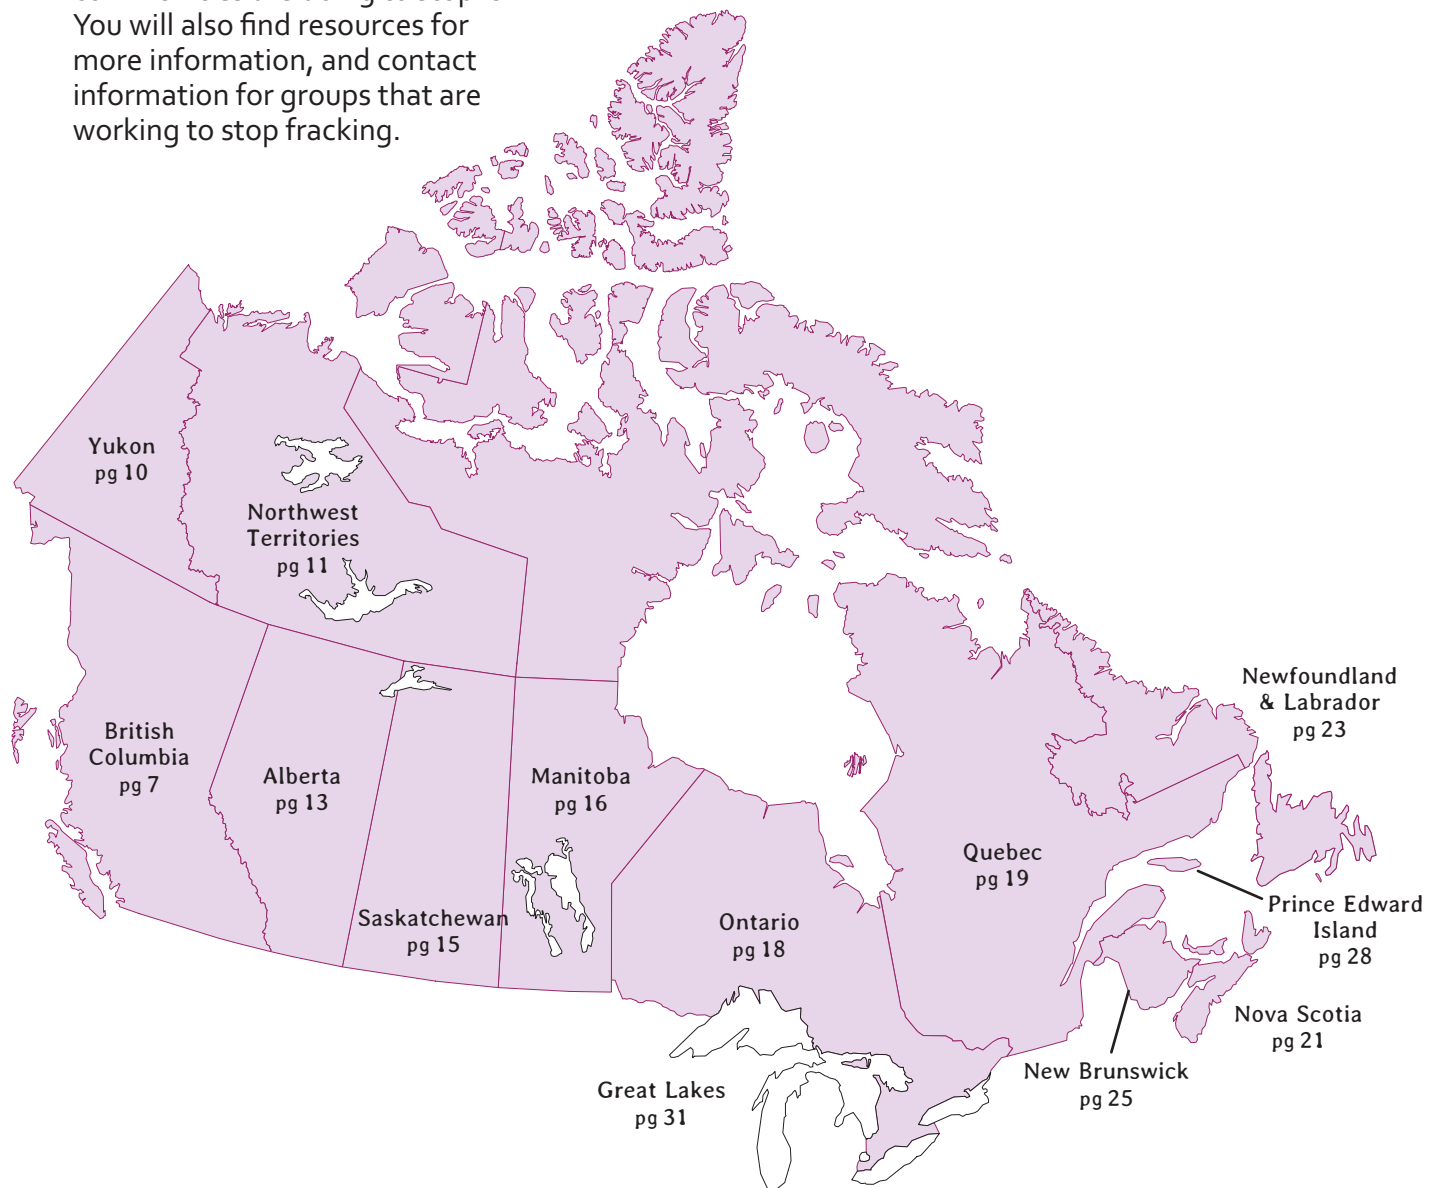 You will also find resources for
more information, and contact
information for groups that are
working to stop fracking.
Yukon
pg 10
Northwest
Territories
pg 11
British
Columbia
pg 7
Alberta
pg 13
Saskatchewan
pg 15
Manitoba
pg 16
Ontario
pg 18
Quebec
pg 19
Newfoundland
& Labrador
pg 23
Prince Edward
Island
pg 28
Nova Scotia
pg 21
New Brunswick
pg 25
Great Lakes
pg 31